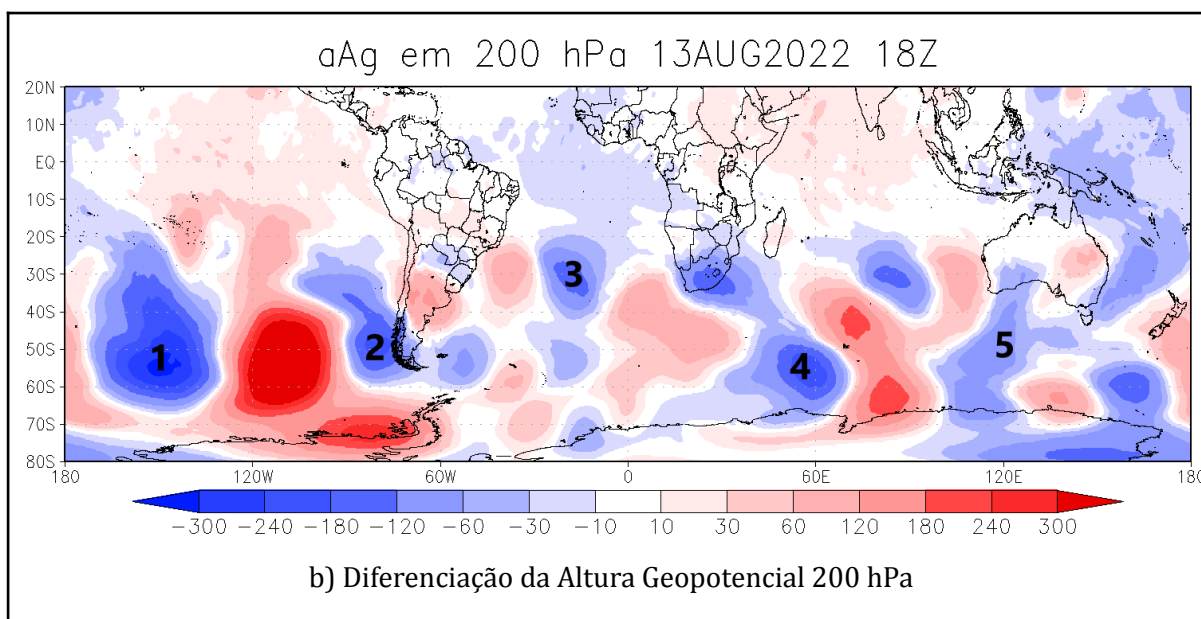 aAg em 200 hPa 13AUG2022 18Z
20N
10N
EQ
10S
20S
30S
40S
50S
60S
70S
80S
1
2
3
4
5
180 120W 60W 0 60E 120E 180
−300 −240 −180 −120 −60 −30 −10 10 30 60 120 180 240 300
b) Diferenciação da Altura Geopotencial 200 hPa